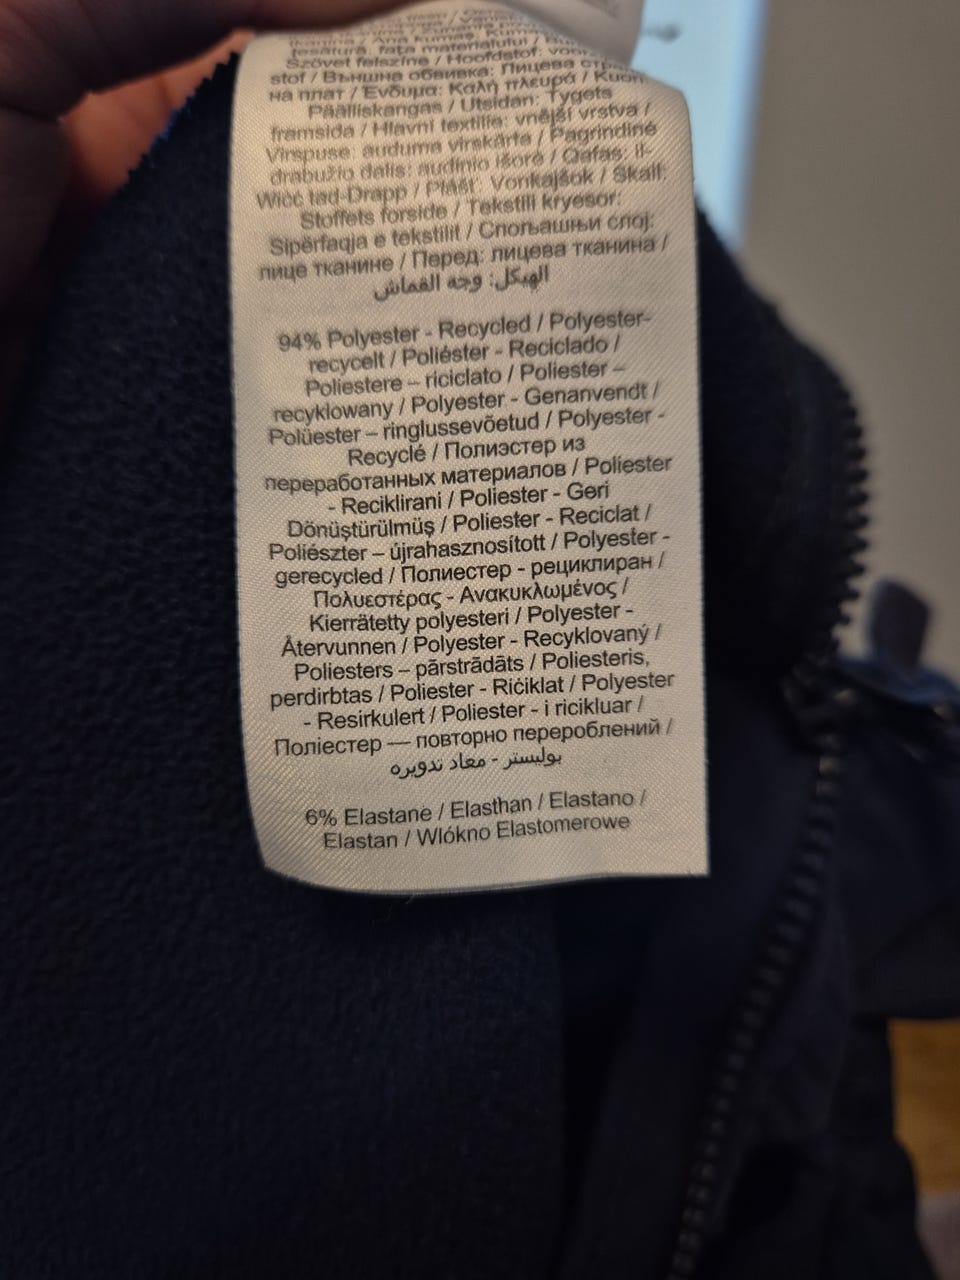 țesătură, fața materialului /
Szövet felszíne / Hoofdstof:
stof / Външна обвивка: Лицева
на плат / Ένδυμα: Καλή πλευρά / Kuori
Päälliskangas / Utsidan: Tygets
framsida / Hlavní textilie: vnější vrstva /
Virspuse: auduma virskārta / Pagrindinė
drabužio dalis: audinio išorė / Qafas: il-
Wiċċ tad-Drapp / Plášť: Vonkajšok / Skall:
Stoffets forside / Tekstili kryesor:
Sipërfaqja e tekstilit / Спољашњи слој:
лице тканине / Перед: лицева тканина /
الهيكل: وجه القماش
94% Polyester - Recycled / Polyester-
recycelt / Poliéster - Reciclado /
Poliestere – riciclato / Poliester –
recyklowany / Polyester - Genanvendt /
Polüester – ringlussevõetud / Polyester -
Recyclé / Полиэстер из
переработанных материалов / Poliester
- Reciklirani / Poliester - Geri
Dönüştürülmüş / Poliester - Reciclat /
Poliészter – újrahasznosított / Polyester -
gerecycled / Полиестер - рециклиран /
Πολυεστέρας - Ανακυκλωμένος /
Kierrätetty polyesteri / Polyester -
Återvunnen / Polyester - Recyklovaný /
Poliesters – pārstrādāts / Poliesteris,
perdirbtas / Poliester - Riċiklat / Polyester
- Resirkulert / Poliester - i ricikluar /
Поліестер — повторно перероблений /
بوليستر - معاد تدويره
6% Elastane / Elasthan / Elastano /
Elastan / Wlókno Elastomerowe